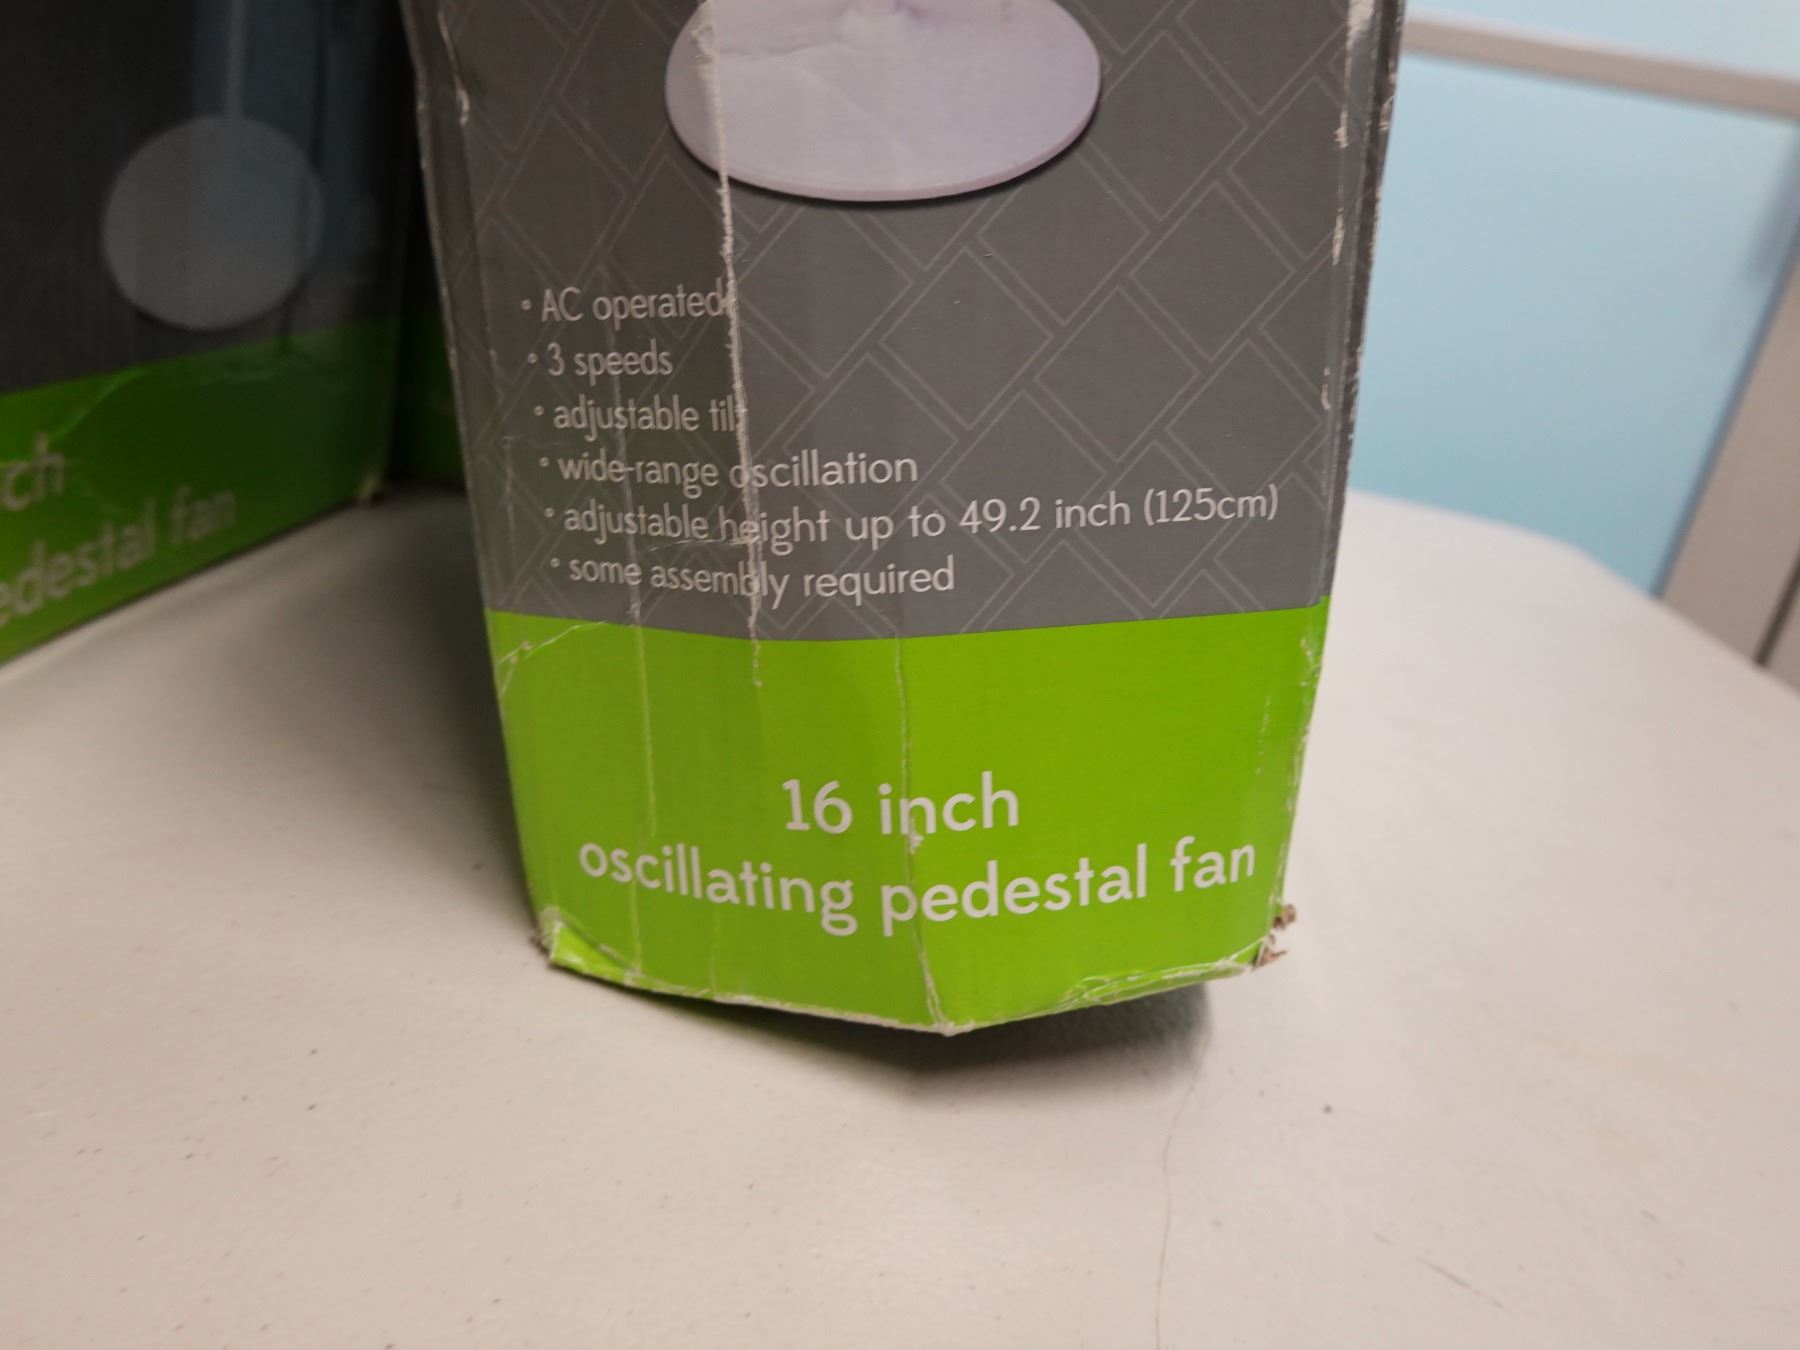 • AC operated
• 3 speeds
• adjustable tilt
• wide-range oscillation
• adjustable height up to 49.2 inch (125cm)
• some assembly required
16 inch
oscillating pedestal fan
ch
edestal fan